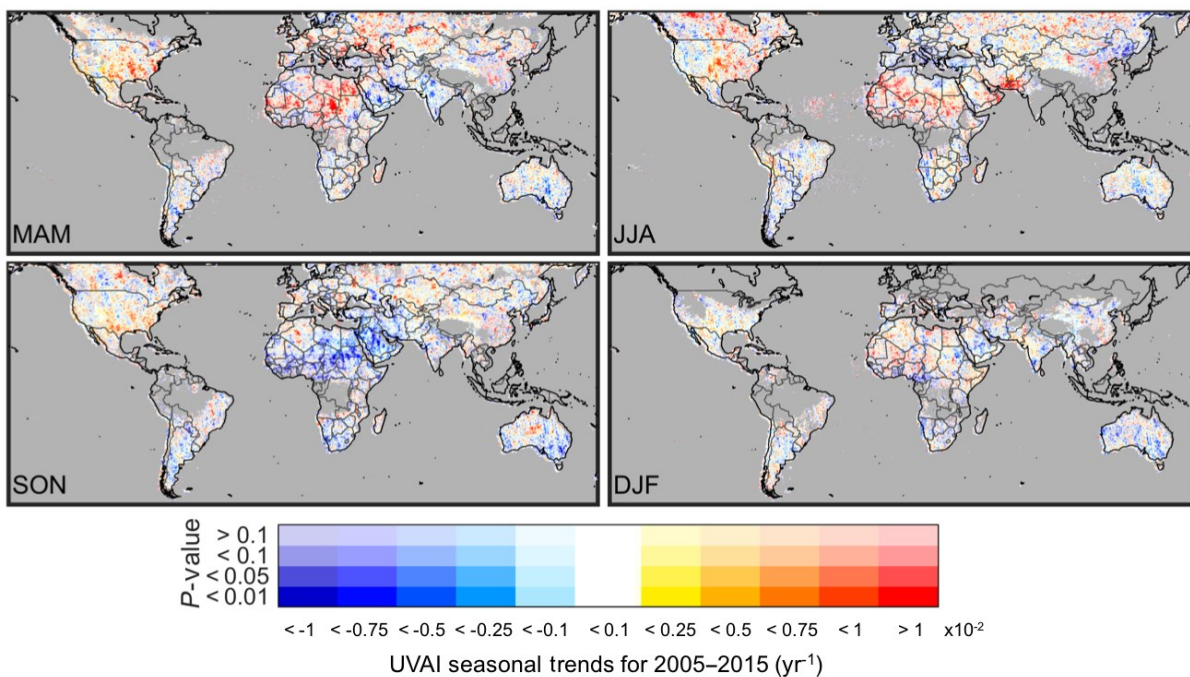 MAM
JJA
SON
DJF
P-value
> 0.1
< 0.1
< 0.05
< 0.01
< -1 < -0.75 < -0.5 < -0.25 < -0.1 < 0.1 < 0.25 < 0.5 < 0.75 < 1 > 1 x10-2
UVAI seasonal trends for 2005–2015 (yr-1)